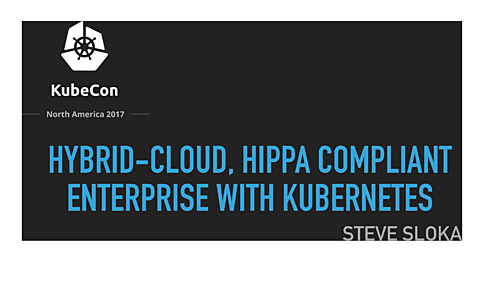 KubeCon
North America 2017
HYBRID-CLOUD, HIPPA COMPLIANT
ENTERPRISE WITH KUBERNETES
STEVE SLOKA